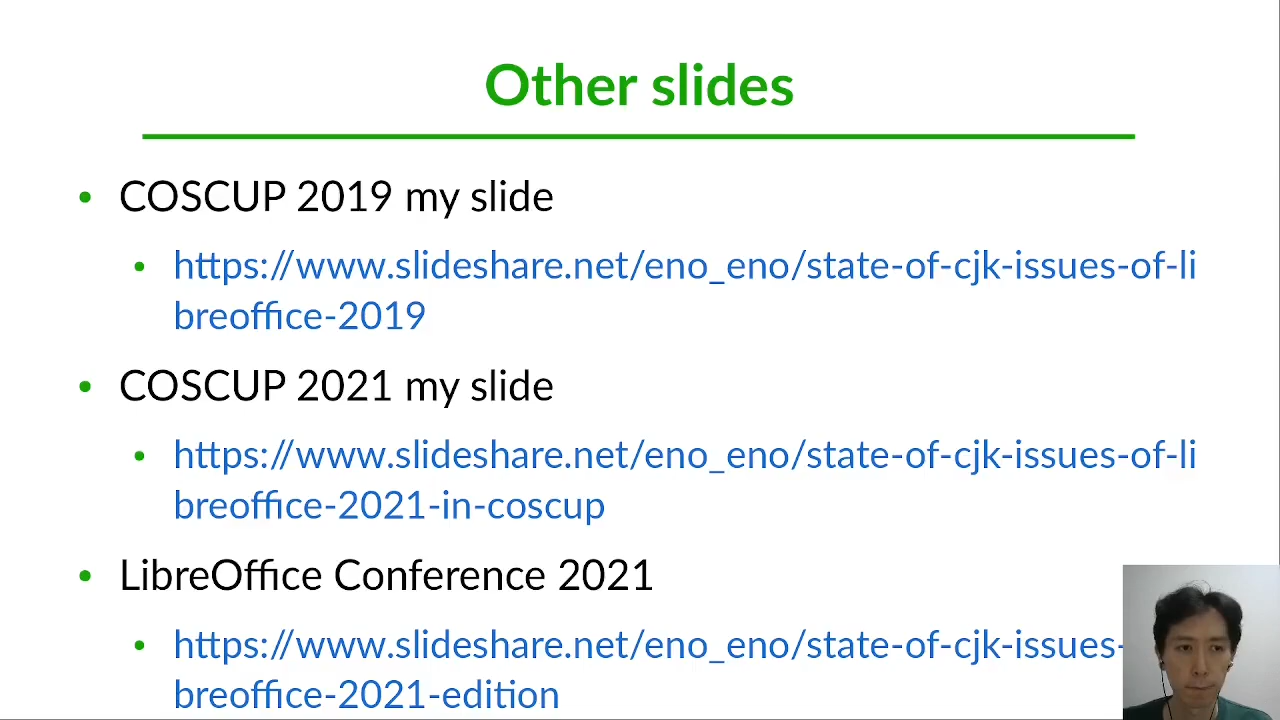 Other slides
• COSCUP 2019 my slide
• https://www.slideshare.net/eno_eno/state-of-cjk-issues-of-li
breoffice-2019
• COSCUP 2021 my slide
• https://www.slideshare.net/eno_eno/state-of-cjk-issues-of-li
breoffice-2021-in-coscup
• LibreOffice Conference 2021
• https://www.slideshare.net/eno_eno/state-of-cjk-issues-
breoffice-2021-edition